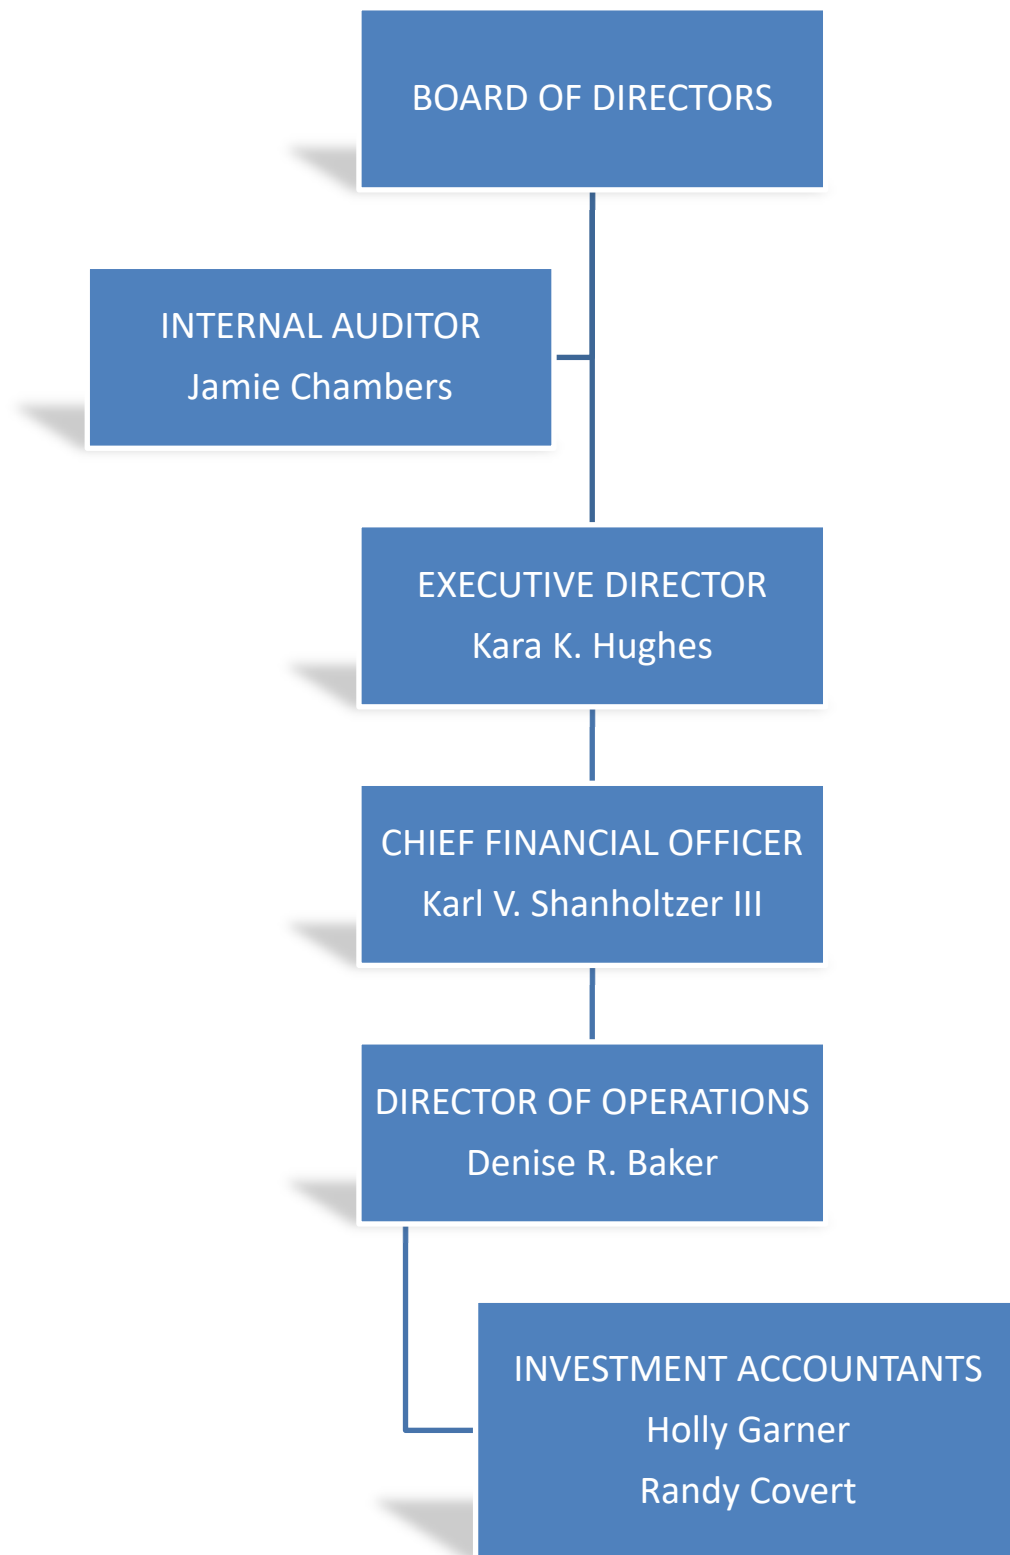 BOARD OF DIRECTORS
INTERNAL AUDITOR
Jamie Chambers
EXECUTIVE DIRECTOR
Kara K. Hughes
CHIEF FINANCIAL OFFICER
Karl V. Shanholtzer III
DIRECTOR OF OPERATIONS
Denise R. Baker
INVESTMENT ACCOUNTANTS
Holly Garner
Randy Covert